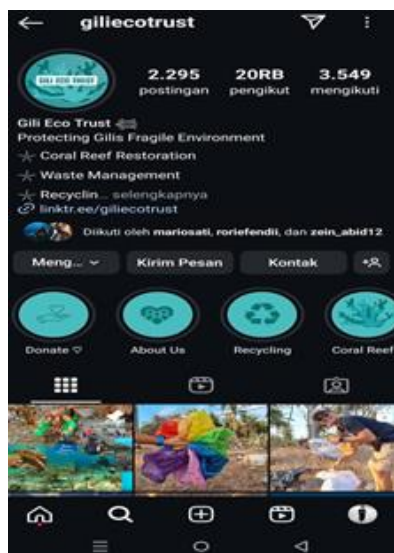 giliecotrust
GILI ECO TRUST
2.295 20RB 3.549
postingan pengikut mengikuti
Gili Eco Trust
Protecting Gilis Fragile Environment
Coral Reef Restoration
Waste Management
Recyclin... selengkapnya
linktr.ee/giliecotrust
Diikuti oleh mariosati, roriefendii, dan zein_abid12
Meng... Kirim Pesan Kontak
Donate About Us Recycling Coral Reef